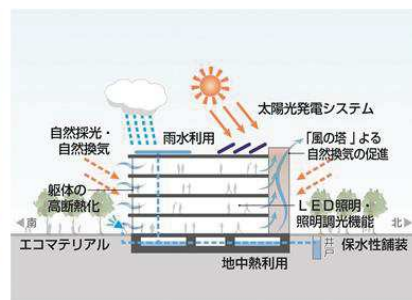 太陽光発電システム
自然採光・
自然換気
雨水利用
「風の塔」よる
自然換気の促進
躯体の
高断熱化
LED照明・
照明調光機能
南
北
エコマテリアル
井戸
保水性舗装
地中熱利用